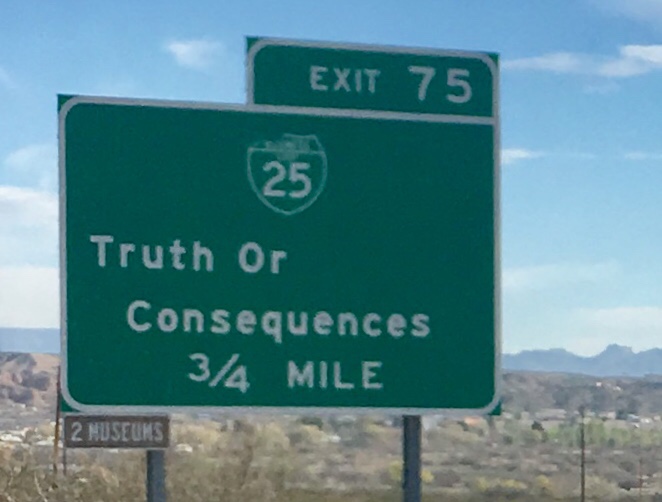 EXIT 75
25
Truth Or
Consequences
3/4 MILE
2 MUSEUMS